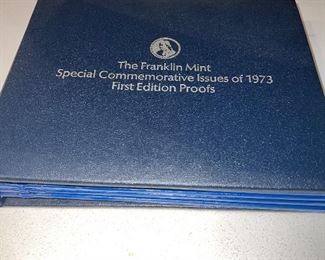 The Franklin Mint
Special Commemorative Issues of 1973
First Edition Proofs